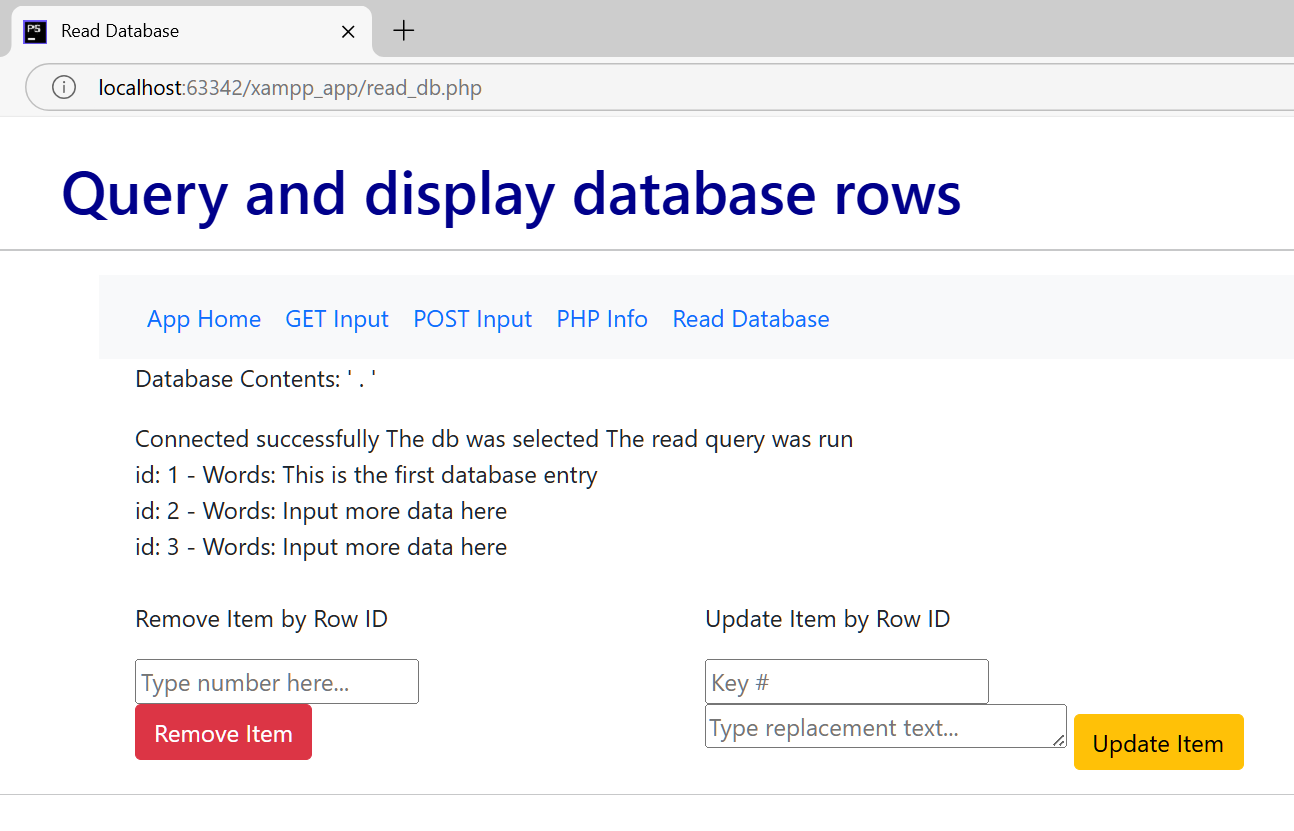 PS
Read Database
localhost:63342/xampp_app/read_db.php
Query and display database rows
App Home GET Input POST Input PHP Info Read Database
Database Contents: ' . '
Connected successfully The db was selected The read query was run
id: 1 - Words: This is the first database entry
id: 2 - Words: Input more data here
id: 3 - Words: Input more data here
Remove Item by Row ID
Type number here...
Remove Item
Update Item by Row ID
Key #
Type replacement text...
Update Item